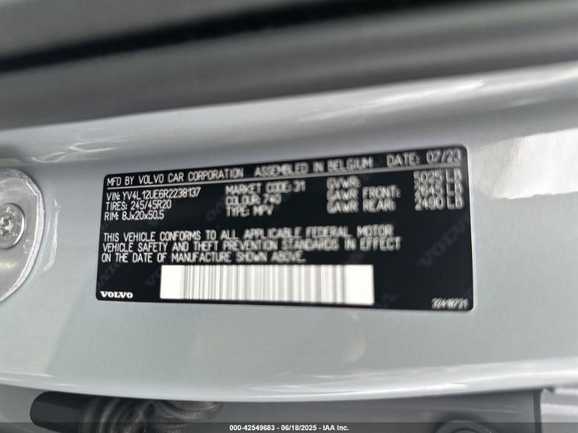 MFD BY VOLVO CAR CORPORATION ASSEMBLED IN BELGIUM DATE: 07/23
VIN: YV4L12UE6R2238137 MARKET CODE: 31 GVWR: 5025 LB
TIRES: 245/45R20 COLOUR: 740 GAWR FRONT:
RIM: 8Jx20x50,5 TYPE: MPV GAWR REAR: 2490 LB
THIS VEHICLE CONFORMS TO ALL APPLICABLE FEDERAL MOTOR
VEHICLE SAFETY AND THEFT PREVENTION STANDARDS IN EFFECT
ON THE DATE OF MANUFACTURE SHOWN ABOVE.
VOLVO 32418721
000-42549683 - 06/18/2025 - IAA Corp.